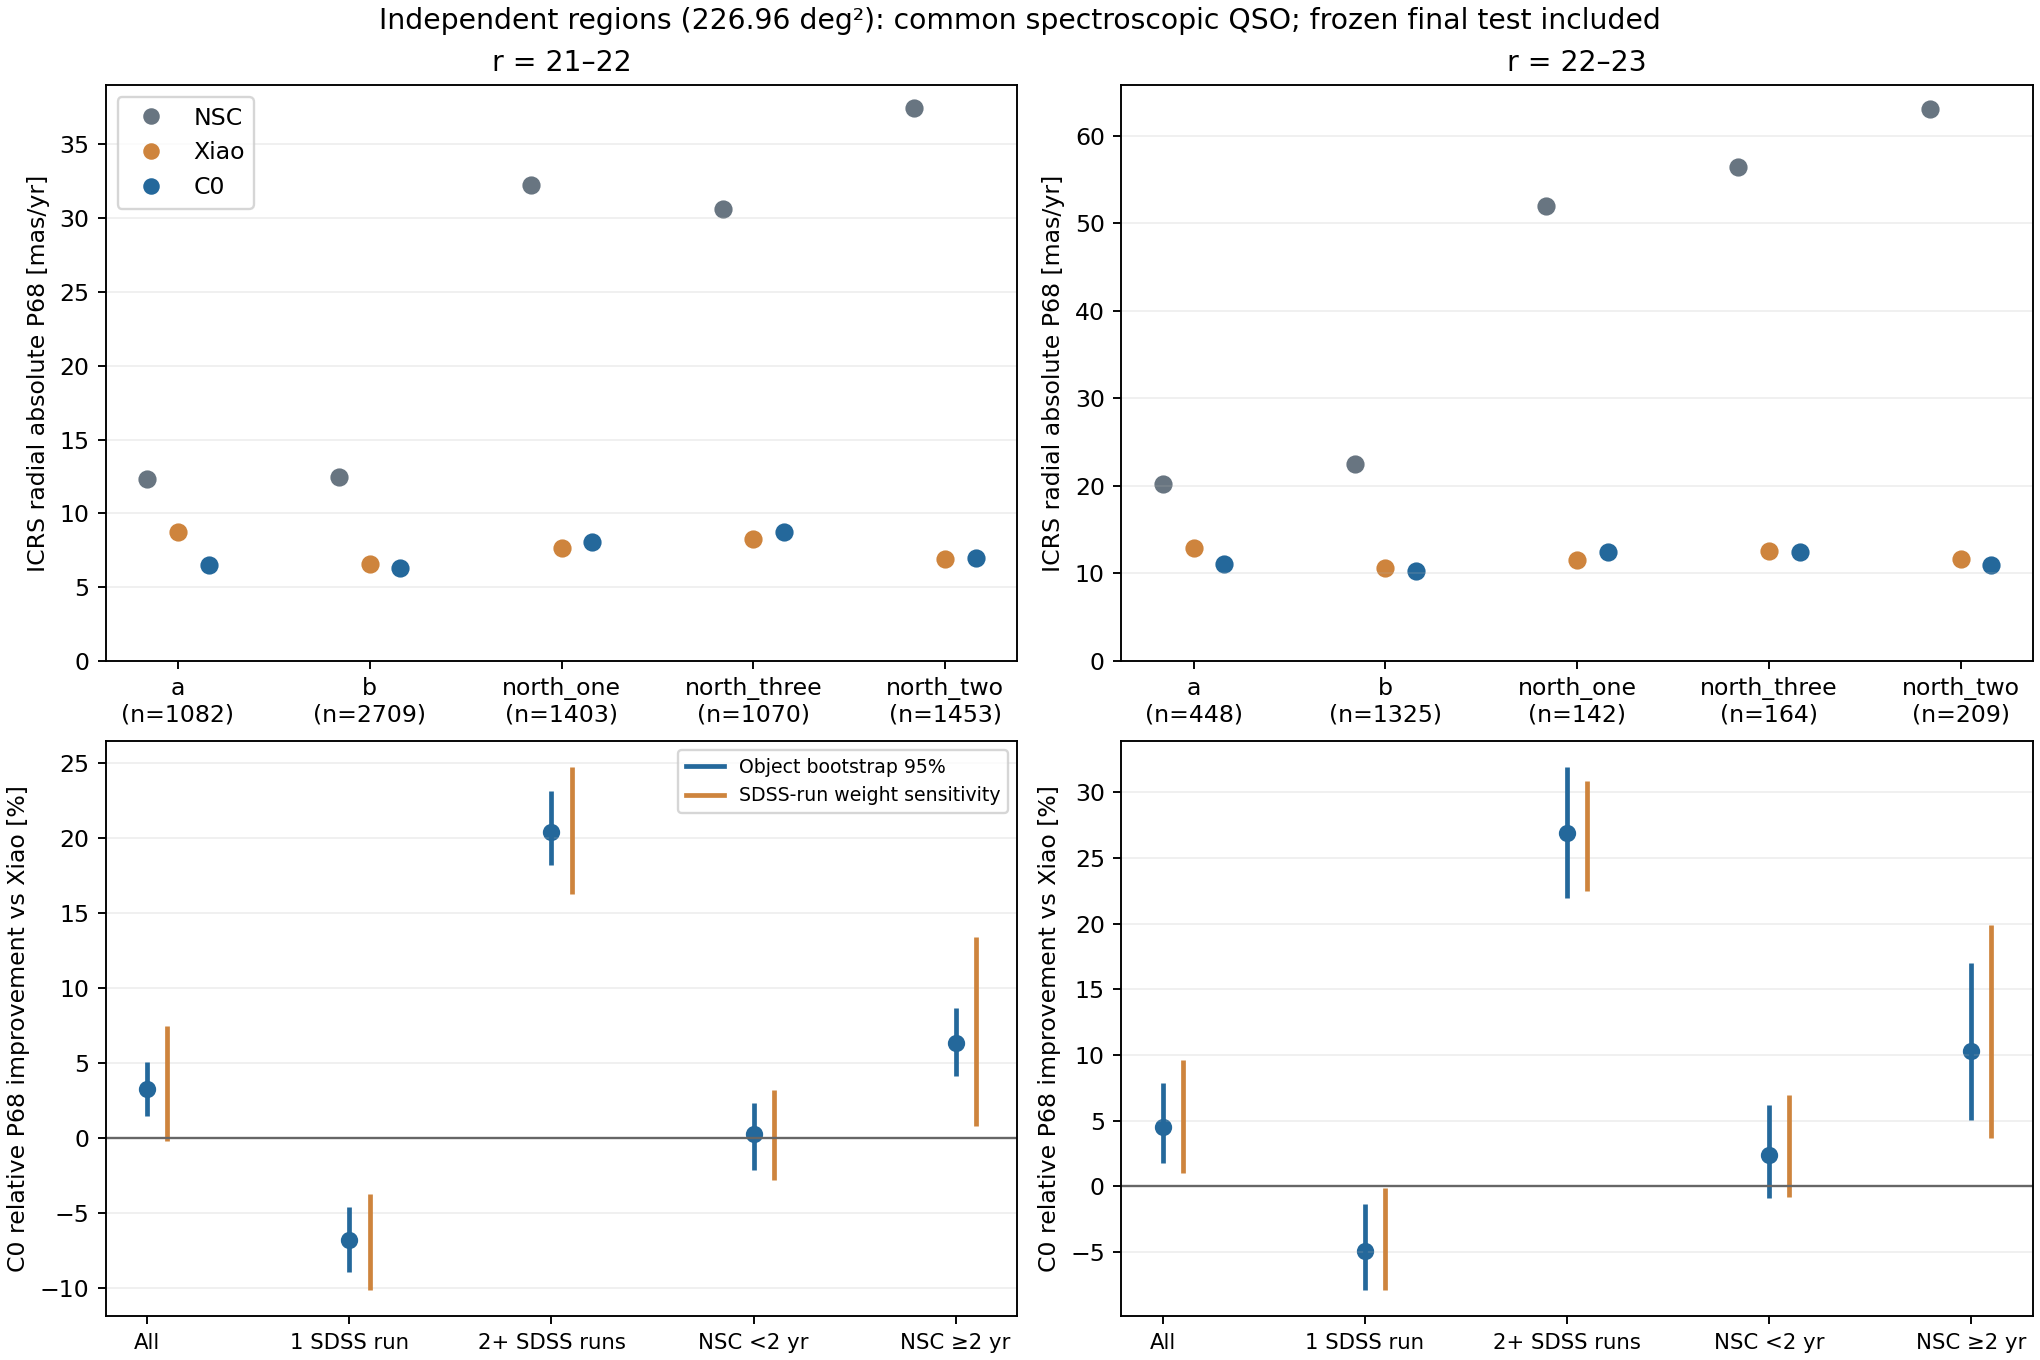 Independent regions (226.96 deg²): common spectroscopic QSO; frozen final test included
r = 21–22
NSC
Xiao
C0
ICRS radial absolute P68 [mas/yr]
35
30
25
20
15
10
5
0
a
(n=1082)
b
(n=2709)
north_one
(n=1403)
north_three
(n=1070)
north_two
(n=1453)
r = 22–23
ICRS radial absolute P68 [mas/yr]
60
50
40
30
20
10
0
a
(n=448)
b
(n=1325)
north_one
(n=142)
north_three
(n=164)
north_two
(n=209)
Object bootstrap 95%
SDSS-run weight sensitivity
C0 relative P68 improvement vs Xiao [%]
25
20
15
10
5
0
−5
−10
All
1 SDSS run
2+ SDSS runs
NSC <2 yr
NSC ≥2 yr
C0 relative P68 improvement vs Xiao [%]
30
25
20
15
10
5
0
−5
All
1 SDSS run
2+ SDSS runs
NSC <2 yr
NSC ≥2 yr